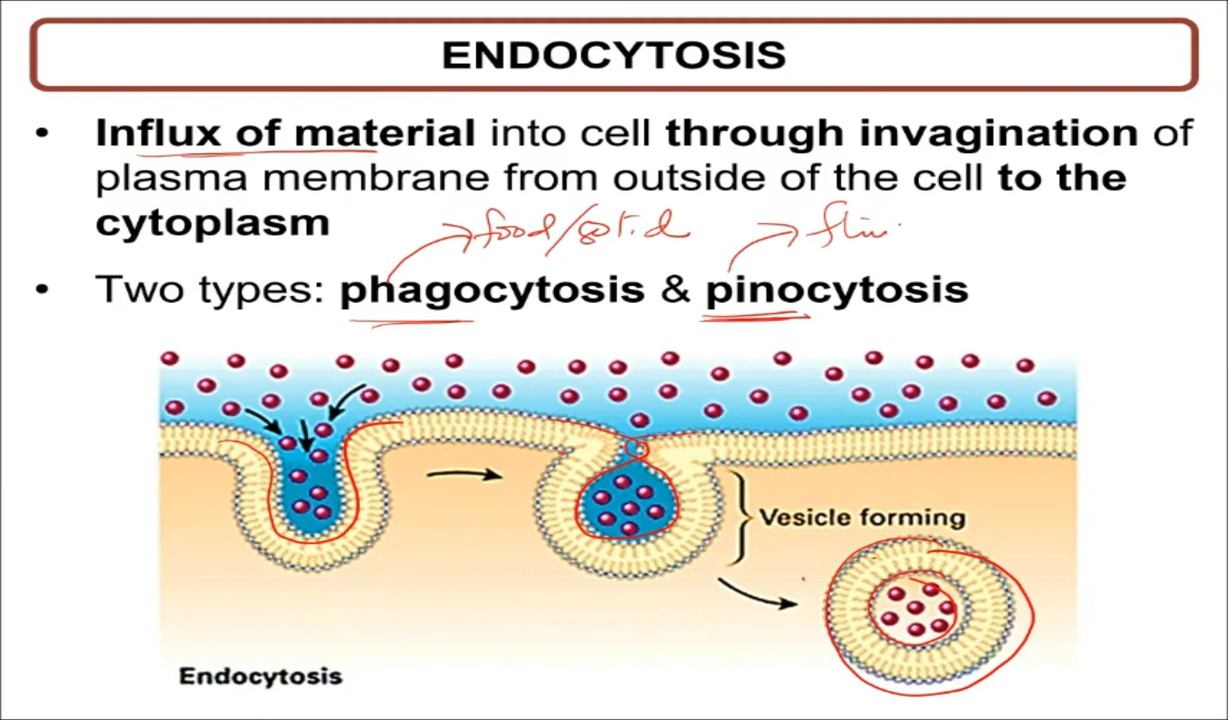 ENDOCYTOSIS
• Influx of material into cell through invagination of
plasma membrane from outside of the cell to the
cytoplasm
food/solid
• Two types: phagocytosis & pinocytosis
Vesicle forming
Endocytosis